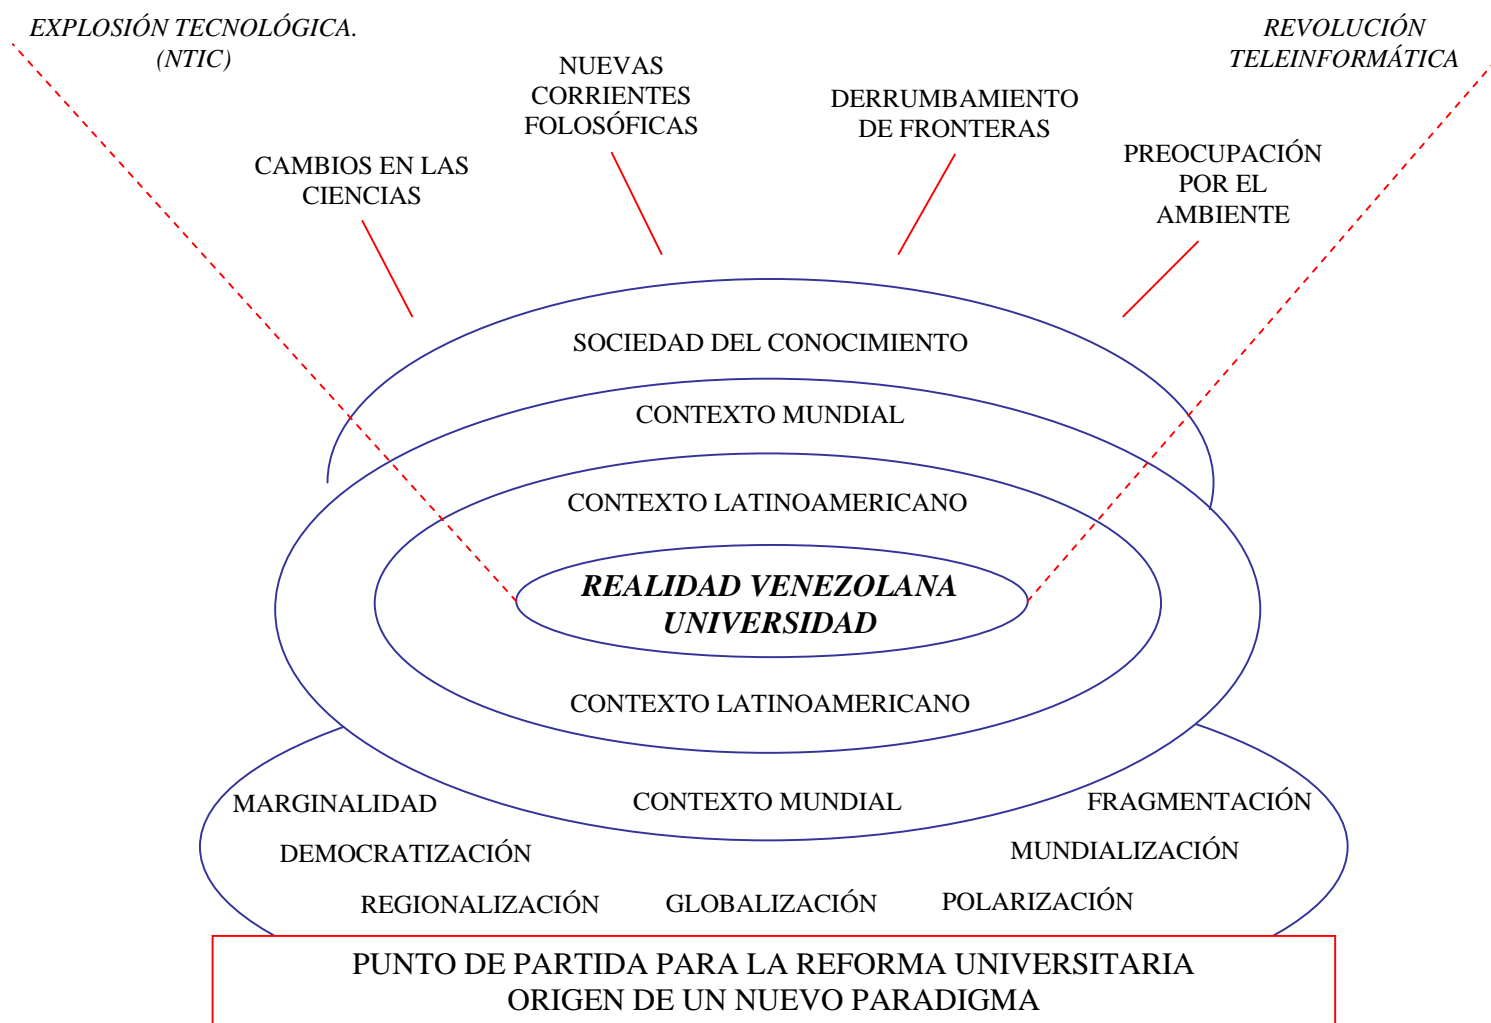 EXPLOSIÓN TECNOLÓGICA.
(NTIC)
REVOLUCIÓN
TELEINFORMÁTICA
NUEVAS
CORRIENTES
FOLOSÓFICAS
DERRUMBAMIENTO
DE FRONTERAS
CAMBIOS EN LAS
CIENCIAS
PREOCUPACIÓN
POR EL
AMBIENTE
SOCIEDAD DEL CONOCIMIENTO
CONTEXTO MUNDIAL
CONTEXTO LATINOAMERICANO
REALIDAD VENEZOLANA
UNIVERSIDAD
CONTEXTO LATINOAMERICANO
CONTEXTO MUNDIAL
MARGINALIDAD
FRAGMENTACIÓN
DEMOCRATIZACIÓN
MUNDIALIZACIÓN
REGIONALIZACIÓN
GLOBALIZACIÓN
POLARIZACIÓN
PUNTO DE PARTIDA PARA LA REFORMA UNIVERSITARIA
ORIGEN DE UN NUEVO PARADIGMA